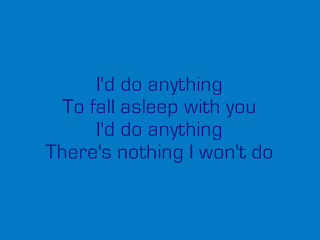 I'd do anything
To fall asleep with you
I'd do anything
There's nothing I won't do